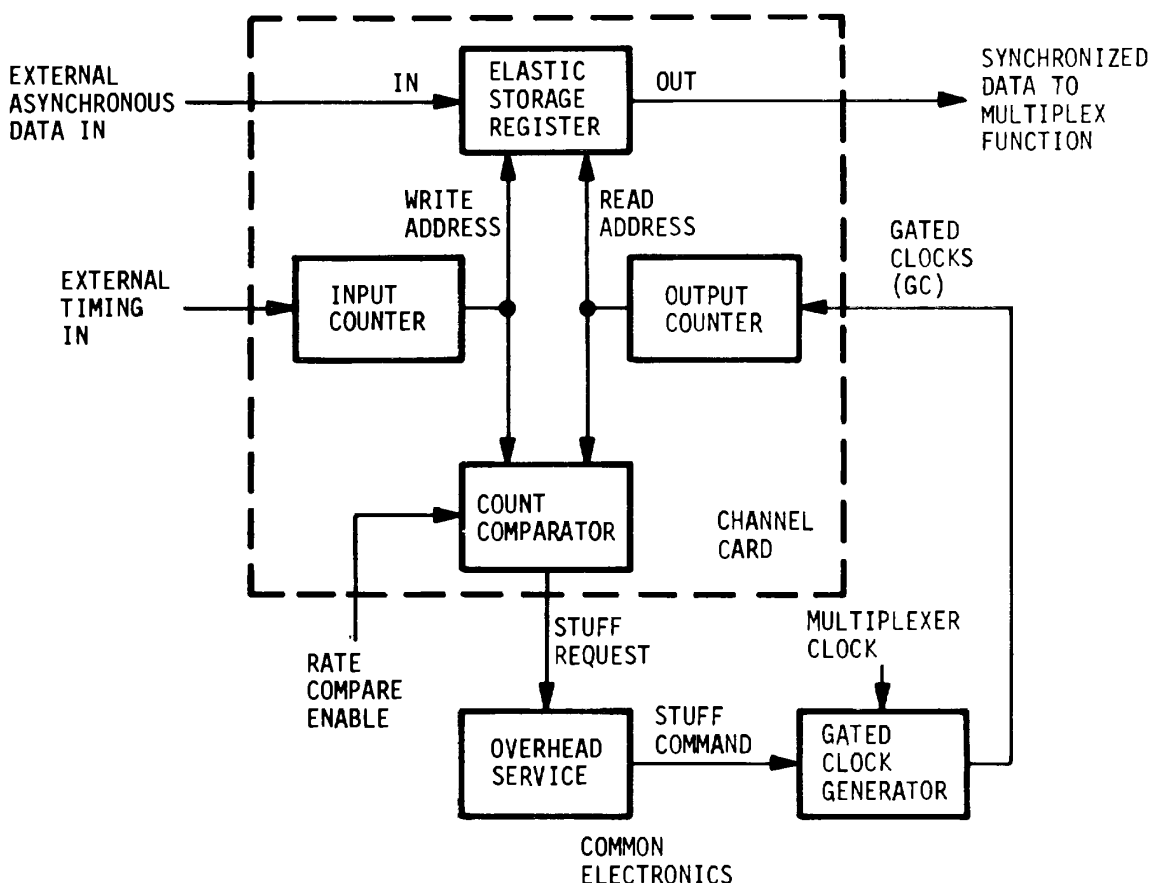 EXTERNAL
ASYNCHRONOUS
DATA IN
IN
ELASTIC
STORAGE
REGISTER
OUT
SYNCHRONIZED
DATA TO
MULTIPLEX
FUNCTION
WRITE
ADDRESS
READ
ADDRESS
GATED
CLOCKS
(GC)
EXTERNAL
TIMING
IN
INPUT
COUNTER
OUTPUT
COUNTER
COUNT
COMPARATOR
CHANNEL
CARD
RATE
COMPARE
ENABLE
STUFF
REQUEST
MULTIPLEXER
CLOCK
OVERHEAD
SERVICE
STUFF
COMMAND
GATED
CLOCK
GENERATOR
COMMON
ELECTRONICS